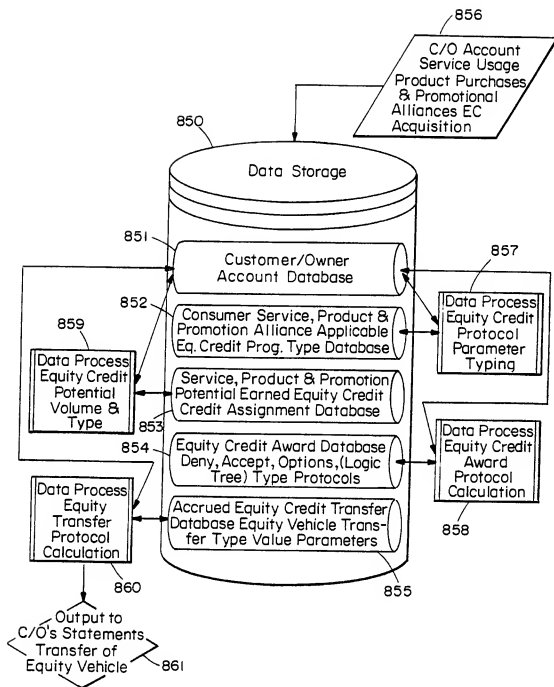 856
C/O Account
Service Usage
Product Purchases
& Promotional
Alliances EC
Acquisition
850
Data Storage
851
Customer/Owner
Account Database
857
852
Consumer Service, Product &
Promotion Alliance Applicable
Eq. Credit Prog. Type Database
Data Process
Equity Credit
Protocol
Parameter
Typing
859
Data Process
Equity Credit
Potential
Volume &
Type
Service, Product & Promotion
Potential Earned Equity Credit
Credit Assignment Database
853
854
Equity Credit Award Database
Deny, Accept, Options, (Logic
Tree) Type Protocols
Data Process
Equity Credit
Award
Protocol
Calculation
858
Data Process
Equity
Transfer
Protocol
Calculation
860
Accrued Equity Credit Transfer
Database Equity Vehicle Trans-
fer Type Value Parameters
855
Output to
C/O's Statements
Transfer of
Equity Vehicle
861